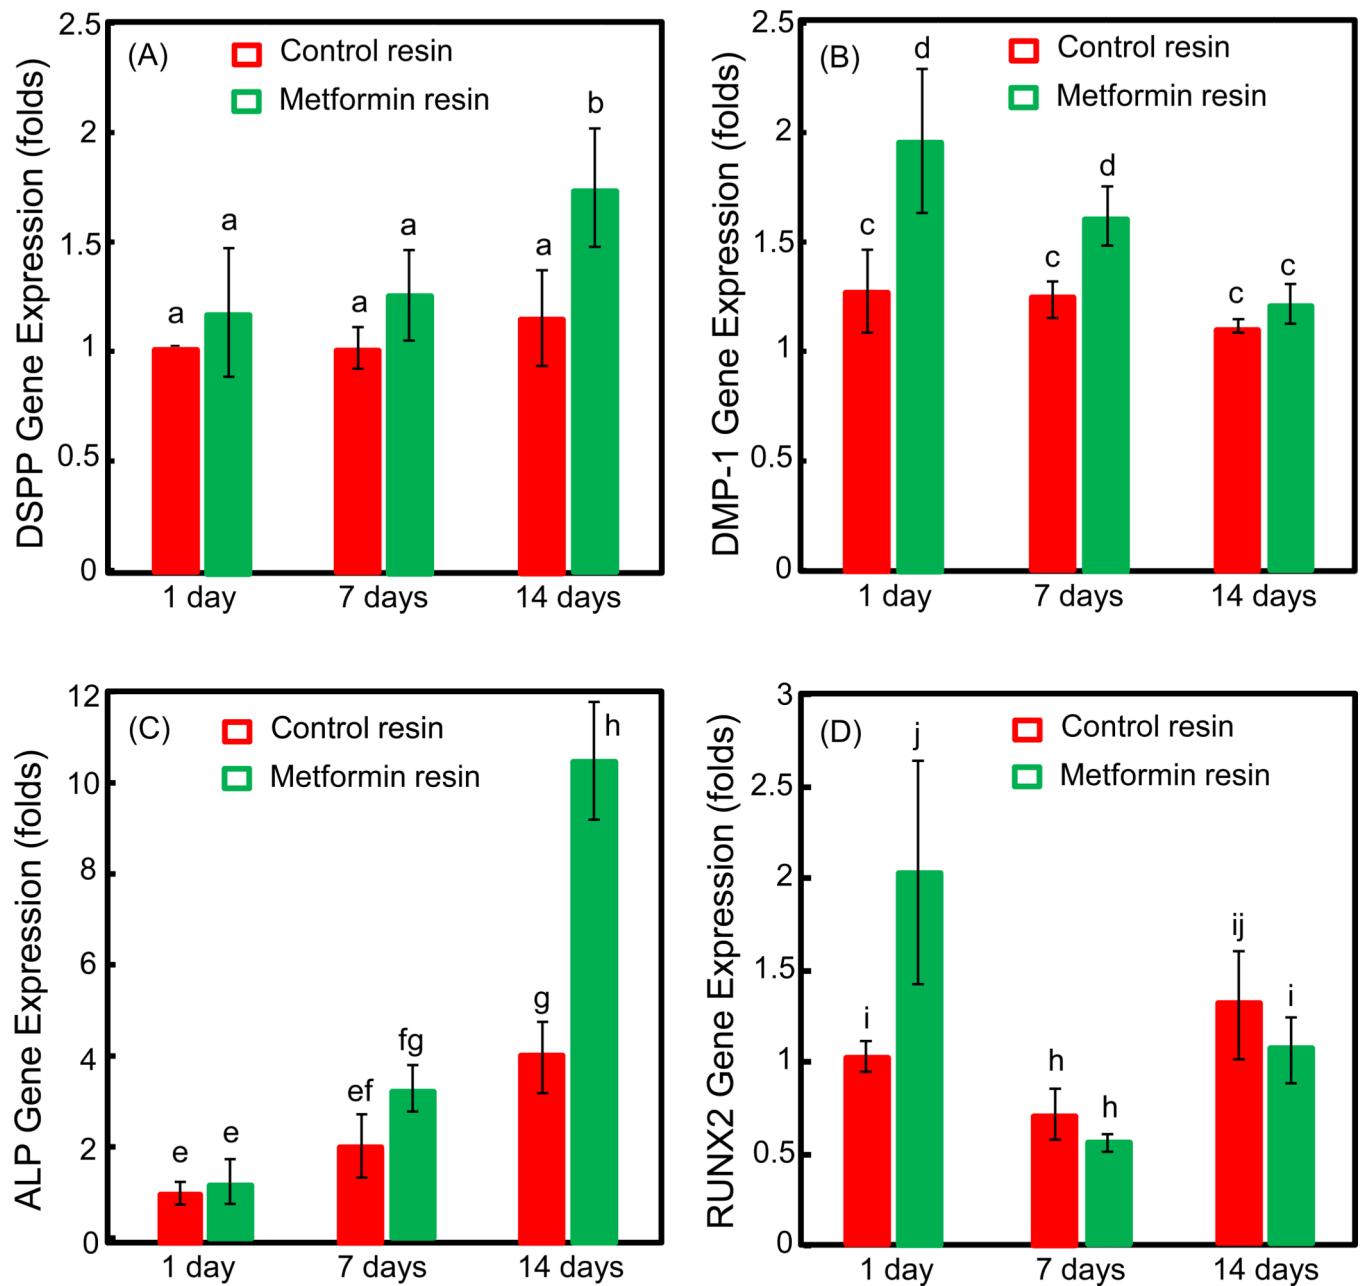 DSPP Gene Expression (folds)
2.5
2
1.5
1
0.5
0
(A)
Control resin
Metformin resin
a
a
a
a
a
b
1 day
7 days
14 days
DMP-1 Gene Expression (folds)
2.5
2
1.5
1
0.5
0
(B)
Control resin
Metformin resin
c
d
c
d
c
c
1 day
7 days
14 days
ALP Gene Expression (folds)
12
10
8
6
4
2
0
(C)
Control resin
Metformin resin
e
e
ef
fg
g
h
1 day
7 days
14 days
RUNX2 Gene Expression (folds)
3
2.5
2
1.5
1
0.5
0
(D)
Control resin
Metformin resin
i
j
h
h
ij
i
1 day
7 days
14 days